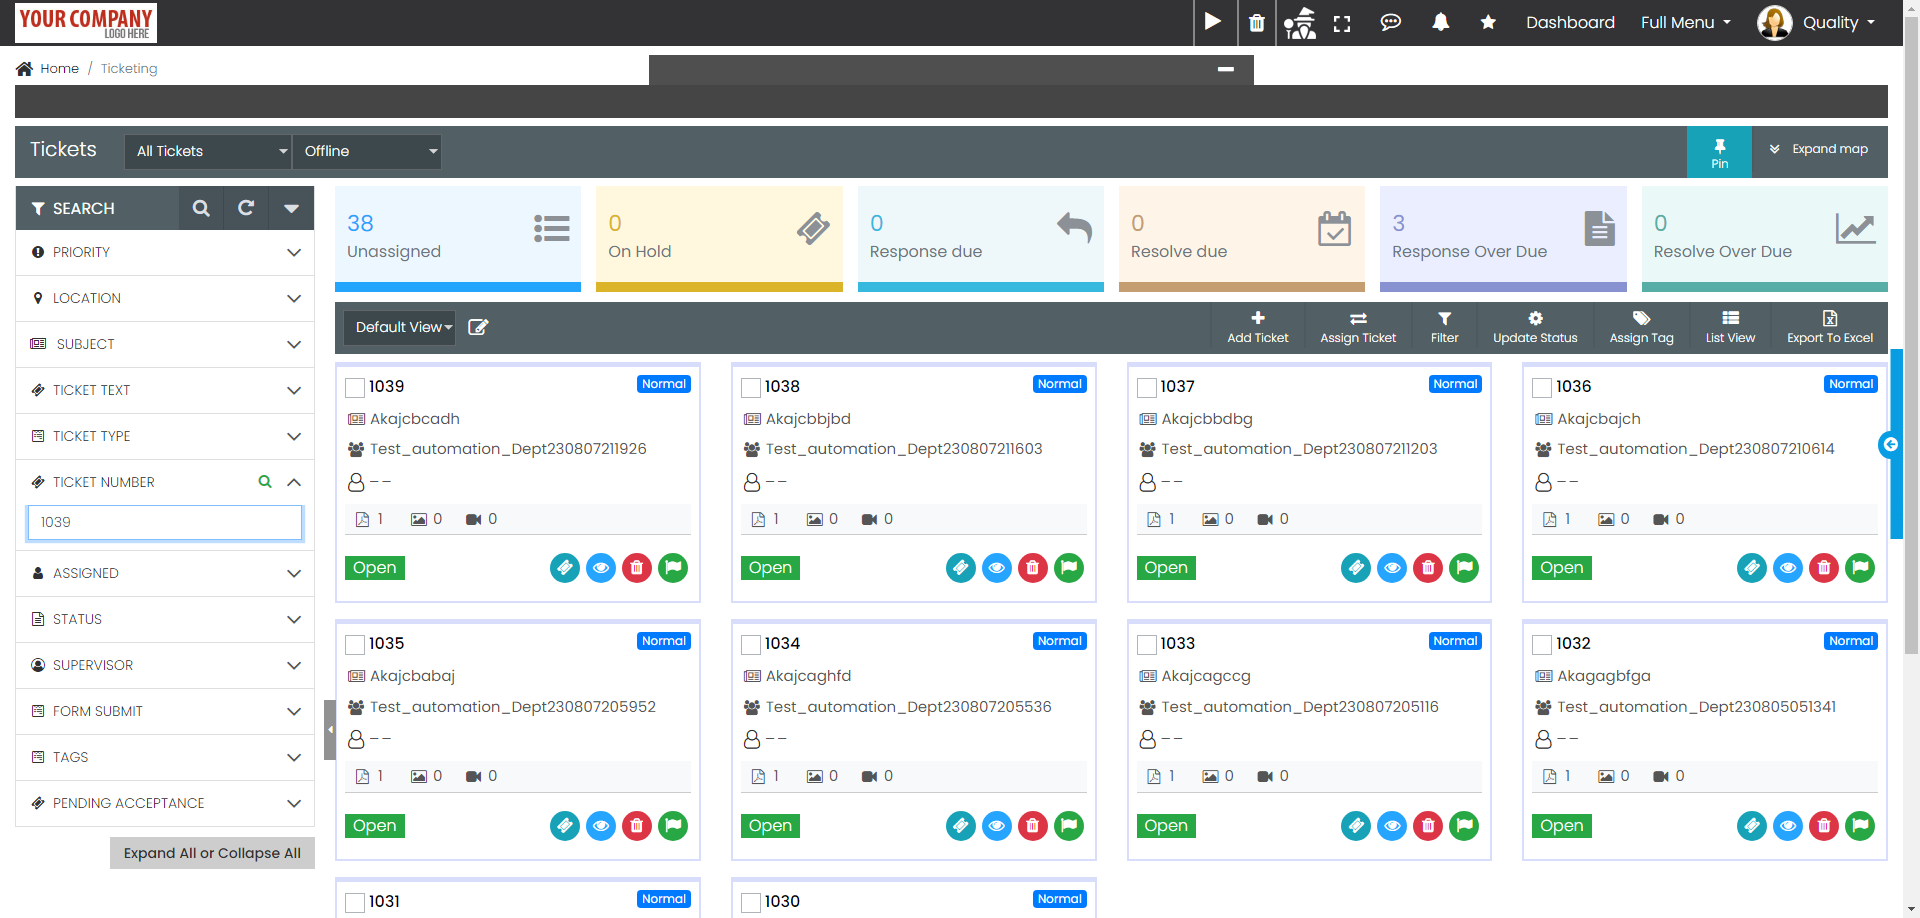 YOUR COMPANY
LOGO HERE
Dashboard
Full Menu
Quality
Home / Ticketing
Tickets
All Tickets
Offline
Pin
Expand map
SEARCH
PRIORITY
LOCATION
SUBJECT
TICKET TEXT
TICKET TYPE
TICKET NUMBER
1039
ASSIGNED
STATUS
SUPERVISOR
FORM SUBMIT
TAGS
PENDING ACCEPTANCE
Expand All or Collapse All
38
Unassigned
0
On Hold
0
Response due
0
Resolve due
3
Response Over Due
0
Resolve Over Due
Default View
Add Ticket
Assign Ticket
Filter
Update Status
Assign Tag
List View
Export To Excel
1039
Normal
Akajcbcadh
Test_automation_Dept230807211926
--
1 0 0
Open
1038
Normal
Akajcbbjbd
Test_automation_Dept230807211603
--
1 0 0
Open
1037
Normal
Akajcbbdbg
Test_automation_Dept230807211203
--
1 0 0
Open
1036
Normal
Akajcbajch
Test_automation_Dept230807210614
--
1 0 0
Open
1035
Normal
Akajcbabaj
Test_automation_Dept230807205952
--
1 0 0
Open
1034
Normal
Akajcaghfd
Test_automation_Dept230807205536
--
1 0 0
Open
1033
Normal
Akajcagccg
Test_automation_Dept230807205116
--
1 0 0
Open
1032
Normal
Akagagbfga
Test_automation_Dept230805051341
--
1 0 0
Open
1031
Normal
1030
Normal